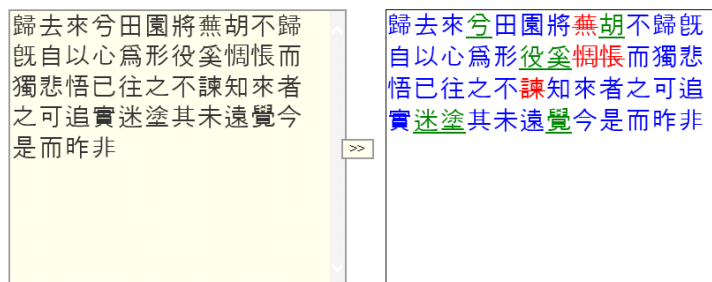 歸去來兮田園將蕪胡不歸
旣自以心爲形役奚惆悵而
獨悲悟已往之不諫知來者
之可追實迷塗其未遠覺今
是而昨非
>>
歸去來兮田園將蕪胡不歸旣
自以心爲形役奚惆悵而獨悲
悟已往之不諫知來者之可追
實迷塗其未遠覺今是而昨非